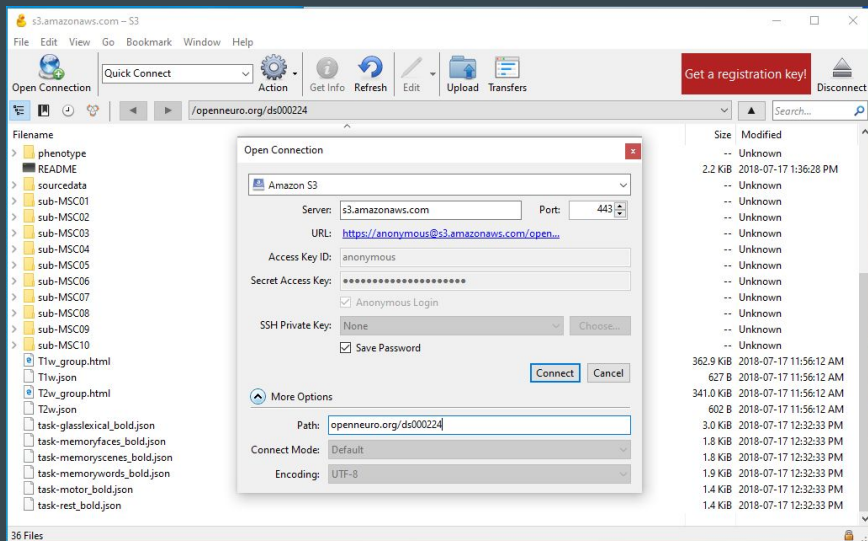 s3.amazonaws.com – S3
File Edit View Go Bookmark Window Help
Open Connection Quick Connect Action Get Info Refresh Edit Upload Transfers Get a registration key! Disconnect
/openneuro.org/ds000224 Search...
Filename Size Modified
phenotype -- Unknown
README 2.2 KiB 2018-07-17 1:36:28 PM
sourcedata -- Unknown
sub-MSC01 -- Unknown
sub-MSC02 -- Unknown
sub-MSC03 -- Unknown
sub-MSC04 -- Unknown
sub-MSC05 -- Unknown
sub-MSC06 -- Unknown
sub-MSC07 -- Unknown
sub-MSC08 -- Unknown
sub-MSC09 -- Unknown
sub-MSC10 -- Unknown
T1w_group.html 362.9 KiB 2018-07-17 11:56:12 AM
T1w.json 627 B 2018-07-17 11:56:12 AM
T2w_group.html 341.0 KiB 2018-07-17 11:56:12 AM
T2w.json 602 B 2018-07-17 11:56:12 AM
task-glasslexical_bold.json 3.0 KiB 2018-07-17 12:32:33 PM
task-memoryfaces_bold.json 1.8 KiB 2018-07-17 12:32:33 PM
task-memoryscenes_bold.json 1.8 KiB 2018-07-17 12:32:33 PM
task-memorywords_bold.json 1.9 KiB 2018-07-17 12:32:33 PM
task-motor_bold.json 1.4 KiB 2018-07-17 12:32:33 PM
task-rest_bold.json 1.4 KiB 2018-07-17 12:32:33 PM
36 Files
Open Connection
Amazon S3
Server: s3.amazonaws.com Port: 443
URL: https://anonymous@s3.amazonaws.com/open...
Access Key ID: anonymous
Secret Access Key:
Anonymous Login
SSH Private Key: None Choose...
Save Password
Connect Cancel
More Options
Path: openneuro.org/ds000224
Connect Mode: Default
Encoding: UTF-8